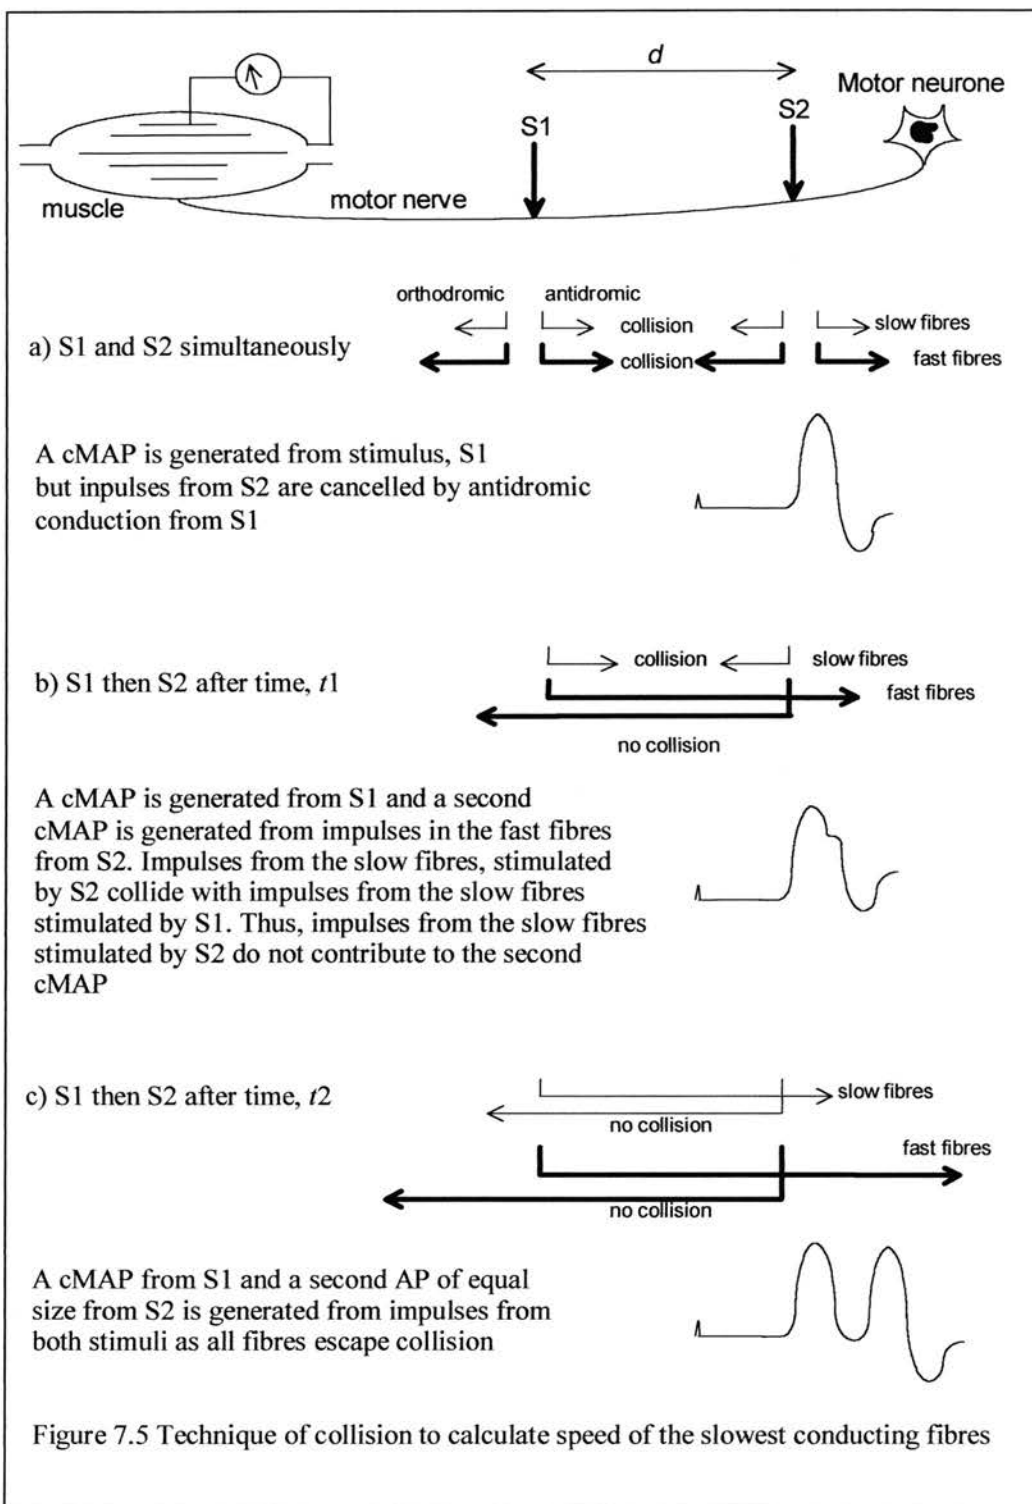 d
Motor neurone
S1
S2
muscle
motor nerve
orthodromic
antidromic
collision
slow fibres
a) S1 and S2 simultaneously
collision
fast fibres
A cMAP is generated from stimulus, S1
but inpulses from S2 are cancelled by antidromic
conduction from S1
collision
slow fibres
b) S1 then S2 after time, t1
fast fibres
no collision
A cMAP is generated from S1 and a second
cMAP is generated from impulses in the fast fibres
from S2. Impulses from the slow fibres, stimulated
by S2 collide with impulses from the slow fibres
stimulated by S1. Thus, impulses from the slow fibres
stimulated by S2 do not contribute to the second
cMAP
c) S1 then S2 after time, t2
slow fibres
no collision
fast fibres
no collision
A cMAP from S1 and a second AP of equal
size from S2 is generated from impulses from
both stimuli as all fibres escape collision
Figure 7.5 Technique of collision to calculate speed of the slowest conducting fibres